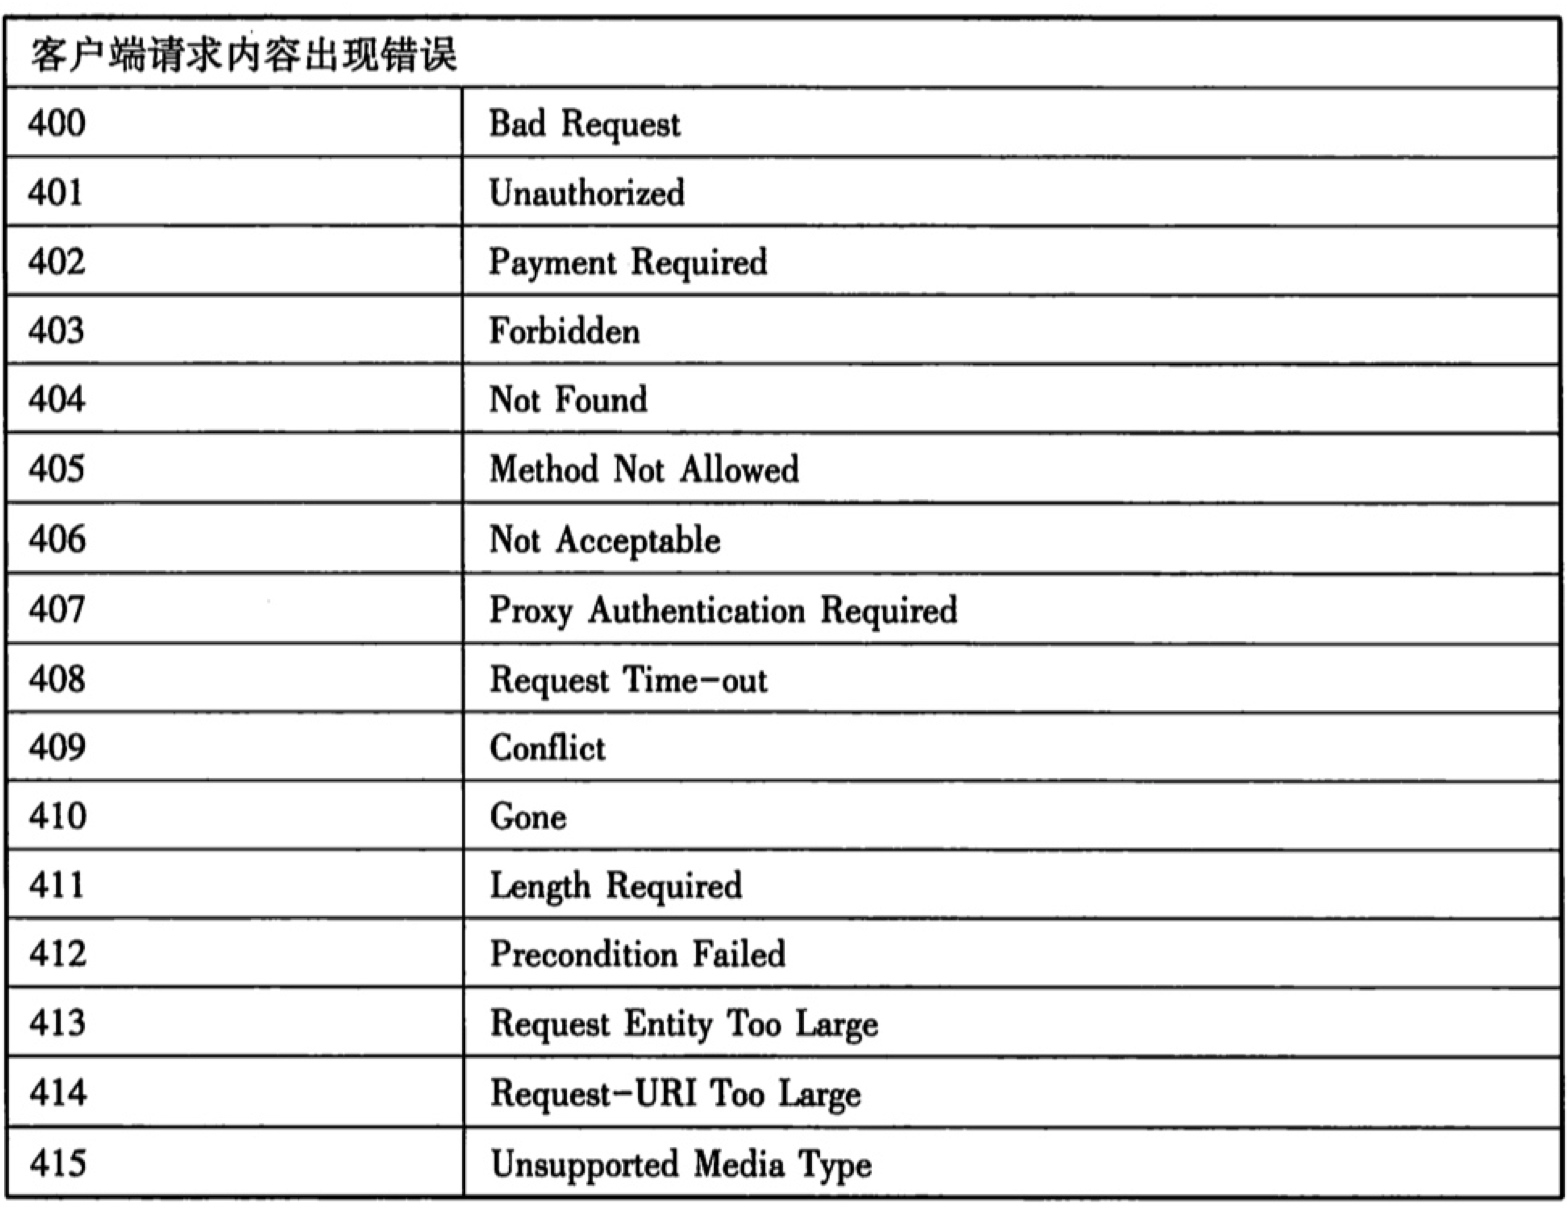 客户端请求内容出现错误
400 Bad Request
401 Unauthorized
402 Payment Required
403 Forbidden
404 Not Found
405 Method Not Allowed
406 Not Acceptable
407 Proxy Authentication Required
408 Request Time-out
409 Conflict
410 Gone
411 Length Required
412 Precondition Failed
413 Request Entity Too Large
414 Request-URI Too Large
415 Unsupported Media Type